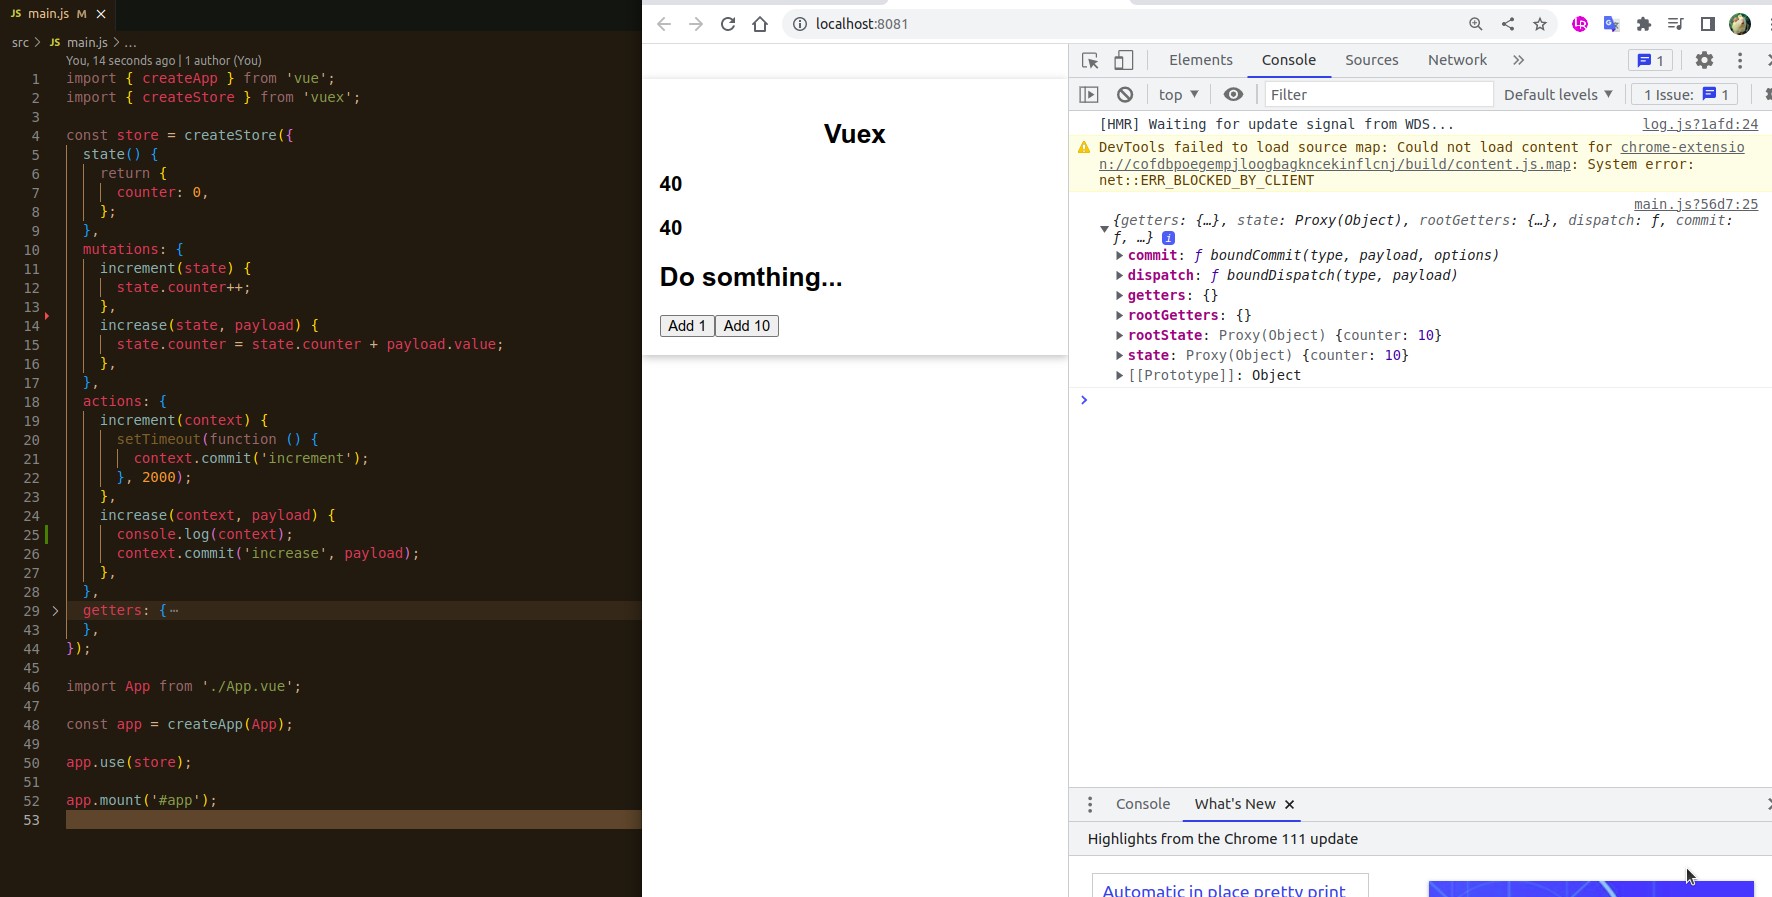 JS main.js M ×
src > JS main.js > ...
You, 14 seconds ago | 1 author (You)
1 import { createApp } from 'vue';
2 import { createStore } from 'vuex';
3
4 const store = createStore({
5 state() {
6 return {
7 counter: 0,
8 };
9 },
10 mutations: {
11 increment(state) {
12 state.counter++;
13 },
14 increase(state, payload) {
15 state.counter = state.counter + payload.value;
16 },
17 },
18 actions: {
19 increment(context) {
20 setTimeout(function () {
21 context.commit('increment');
22 }, 2000);
23 },
24 increase(context, payload) {
25 console.log(context);
26 context.commit('increase', payload);
27 },
28 },
29 getters: {⋯
43 },
44 });
45
46 import App from './App.vue';
47
48 const app = createApp(App);
49
50 app.use(store);
51
52 app.mount('#app');
53
localhost:8081
Vuex
40
40
Do somthing...
Add 1 Add 10
Elements Console Sources Network » 1
top ▼ Filter Default levels ▼ 1 Issue: 1
[HMR] Waiting for update signal from WDS... log.js?1afd:24
DevTools failed to load source map: Could not load content for chrome-extensio
n://cofdbpoegempjloogbagkncekinflcnj/build/content.js.map: System error:
net::ERR_BLOCKED_BY_CLIENT
main.js?56d7:25
{getters: {…}, state: Proxy(Object), rootGetters: {…}, dispatch: ƒ, commit:
ƒ, …} i
commit: ƒ boundCommit(type, payload, options)
dispatch: ƒ boundDispatch(type, payload)
getters: {}
rootGetters: {}
rootState: Proxy(Object) {counter: 10}
state: Proxy(Object) {counter: 10}
[[Prototype]]: Object
Console What's New ×
Highlights from the Chrome 111 update
Automatic in place pretty print